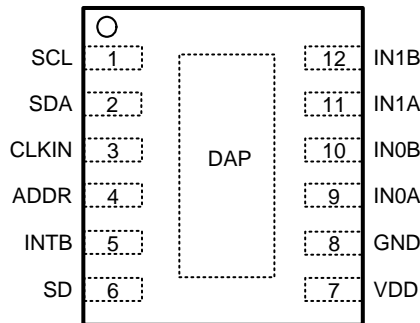 SCL 1 12 IN1B
SDA 2 11 IN1A
CLKIN 3 10 IN0B
DAP
ADDR 4 9 IN0A
INTB 5 8 GND
SD 6 7 VDD